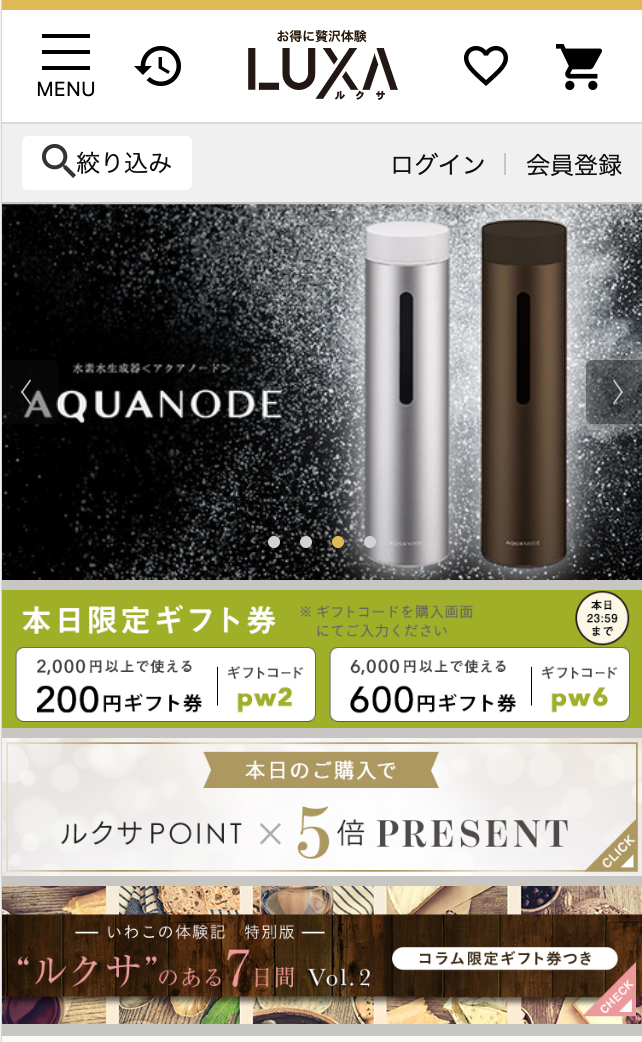 お得に贅沢体験
LUXA
ルクサ
MENU
絞り込み
ログイン
会員登録
水素水生成器<アクアノード>
AQUANODE
AQUANODE
AQUANODE
本日限定ギフト券
※ ギフトコードを購入画面
にてご入力ください
本日
23:59
まで
2,000円以上で使える
200円ギフト券
ギフトコード
pw2
6,000円以上で使える
600円ギフト券
ギフトコード
pw6
本日のご購入で
ルクサPOINT × 5倍 PRESENT
CLICK
いわこの体験記 特別版
“ルクサ”のある7日間 Vol.2
コラム限定ギフト券つき
CHECK